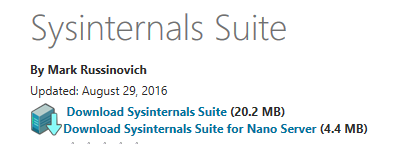 Sysinternals Suite
By Mark Russinovich
Updated: August 29, 2016
Download Sysinternals Suite (20.2 MB)
Download Sysinternals Suite for Nano Server (4.4 MB)